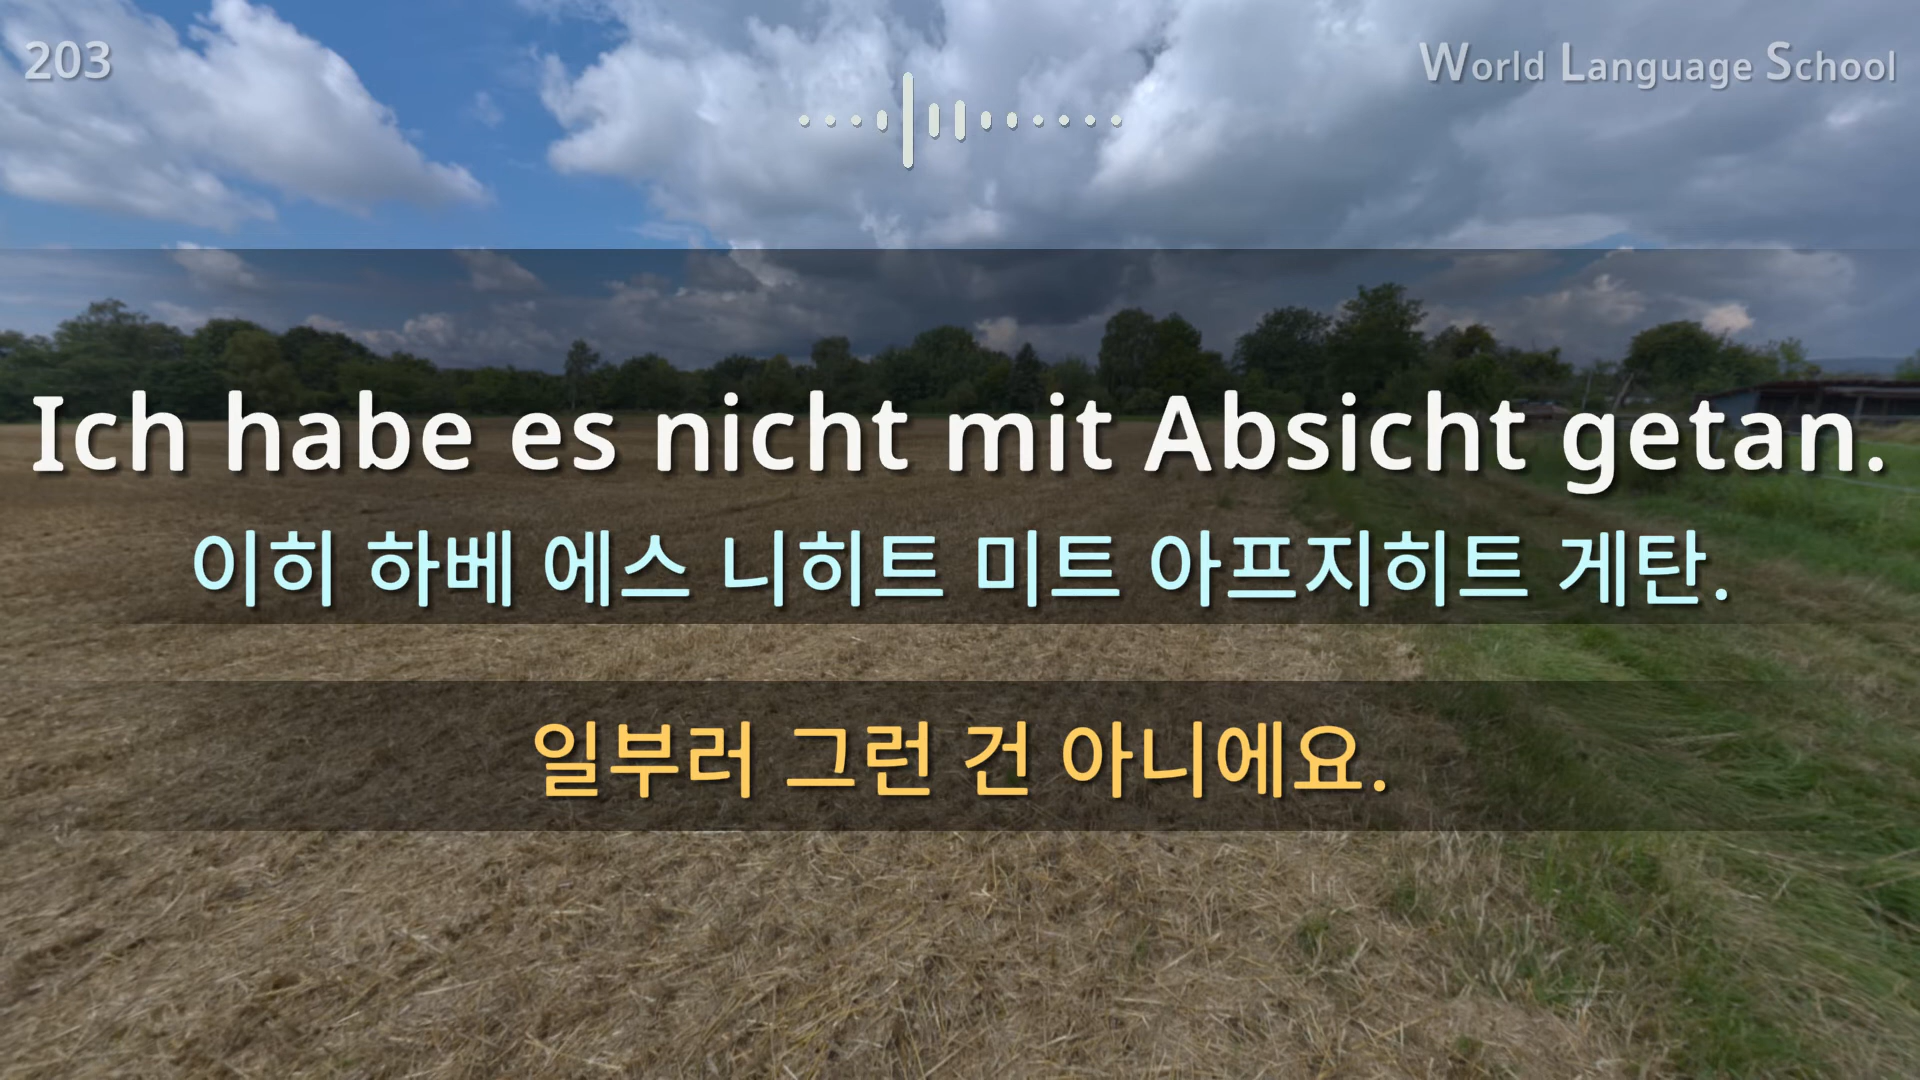 203
World Language School
Ich habe es nicht mit Absicht getan.
이히 하베 에스 니히트 미트 아프지히트 게탄.
일부러 그런 건 아니에요.